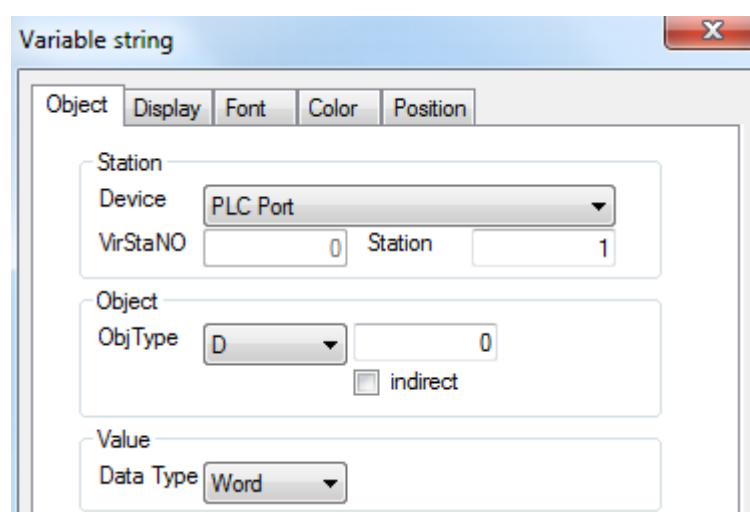 Variable string
Object Display Font Color Position
Station
Device PLC Port
VirStaNO 0 Station 1
Object
ObjType D 0
indirect
Value
Data Type Word